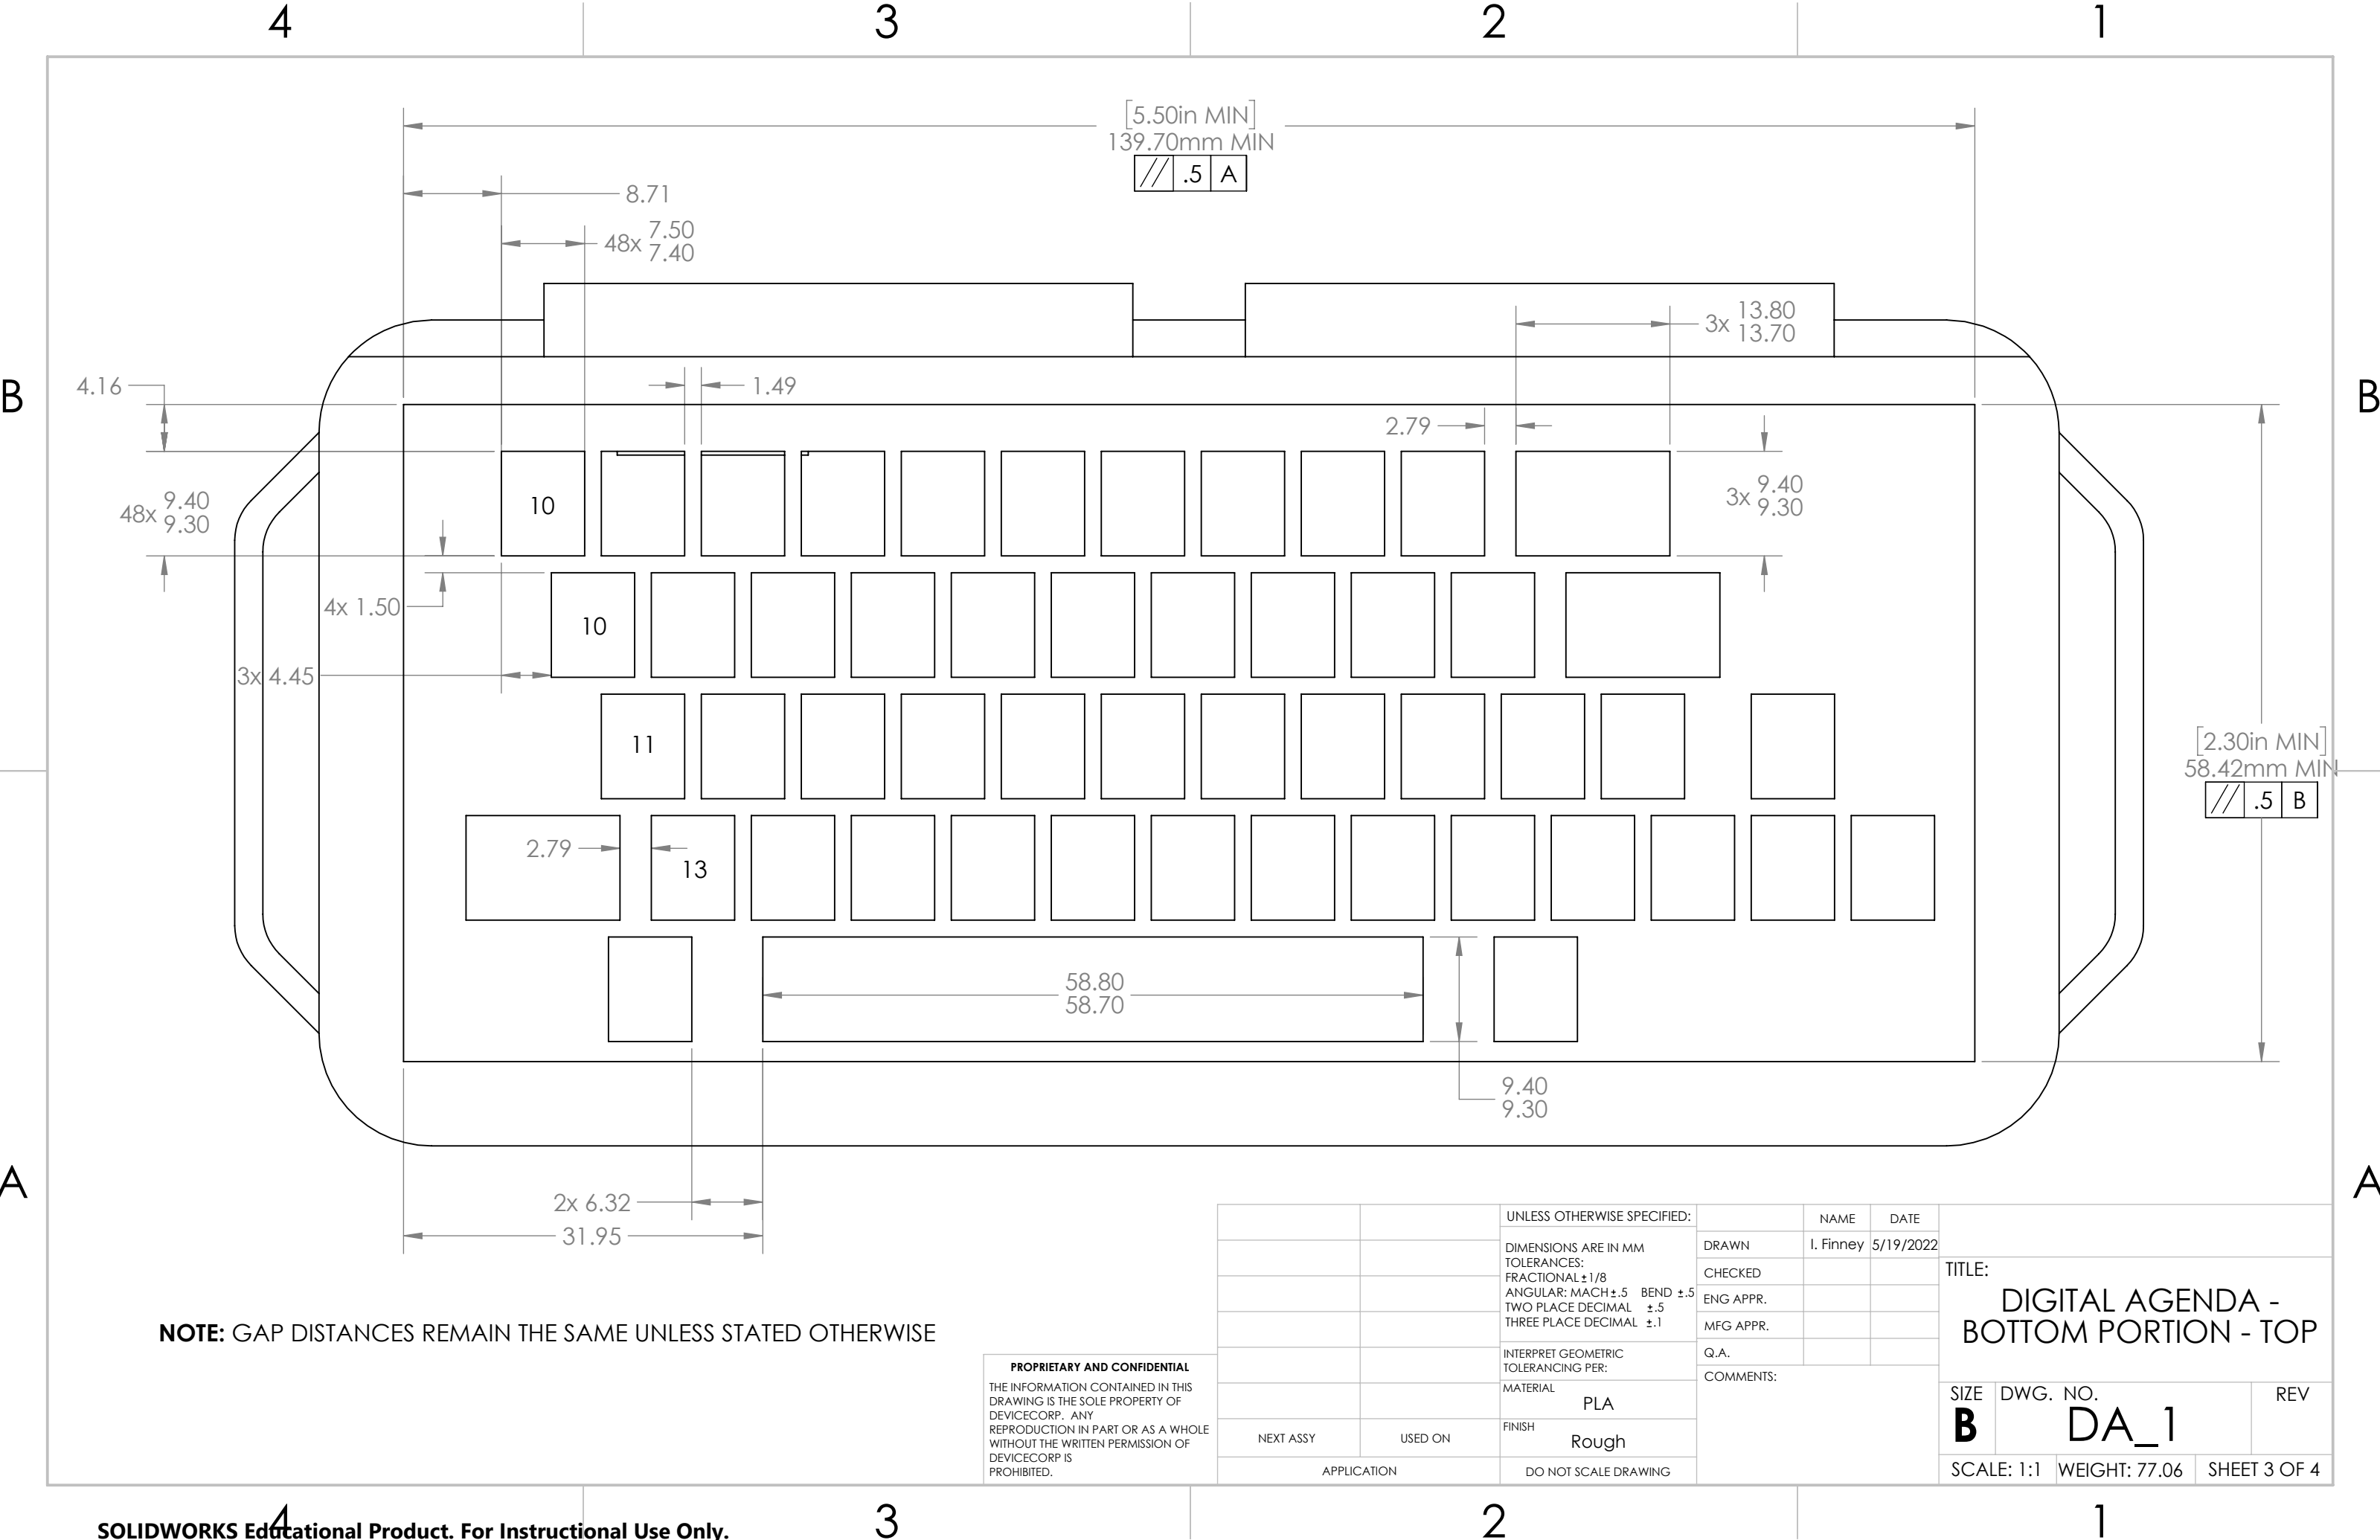 4 3 2 1
[5.50in MIN]
139.70mm MIN
// .5 A
8.71
48x 7.50
7.40
3x 13.80
13.70
4.16
1.49
B B
2.79
48x 9.40
9.30
10
3x 9.40
9.30
4x 1.50
10
3x 4.45
11
[2.30in MIN]
58.42mm MIN
// .5 B
2.79
13
58.80
58.70
9.40
9.30
A A
2x 6.32
31.95
NOTE: GAP DISTANCES REMAIN THE SAME UNLESS STATED OTHERWISE
PROPRIETARY AND CONFIDENTIAL
THE INFORMATION CONTAINED IN THIS
DRAWING IS THE SOLE PROPERTY OF
DEVICECORP. ANY
REPRODUCTION IN PART OR AS A WHOLE
WITHOUT THE WRITTEN PERMISSION OF
DEVICECORP IS
PROHIBITED.
NEXT ASSY USED ON
APPLICATION
UNLESS OTHERWISE SPECIFIED:
DIMENSIONS ARE IN MM
TOLERANCES:
FRACTIONAL ±1/8
ANGULAR: MACH ±.5 BEND ±.5
TWO PLACE DECIMAL ±.5
THREE PLACE DECIMAL ±.1
INTERPRET GEOMETRIC
TOLERANCING PER:
MATERIAL
PLA
FINISH
Rough
DO NOT SCALE DRAWING
NAME DATE
DRAWN I. Finney 5/19/2022
CHECKED
ENG APPR.
MFG APPR.
Q.A.
COMMENTS:
TITLE:
DIGITAL AGENDA -
BOTTOM PORTION - TOP
SIZE DWG. NO. REV
B DA_1
SCALE: 1:1 WEIGHT: 77.06 SHEET 3 OF 4
4 3 2 1
SOLIDWORKS Educational Product. For Instructional Use Only.